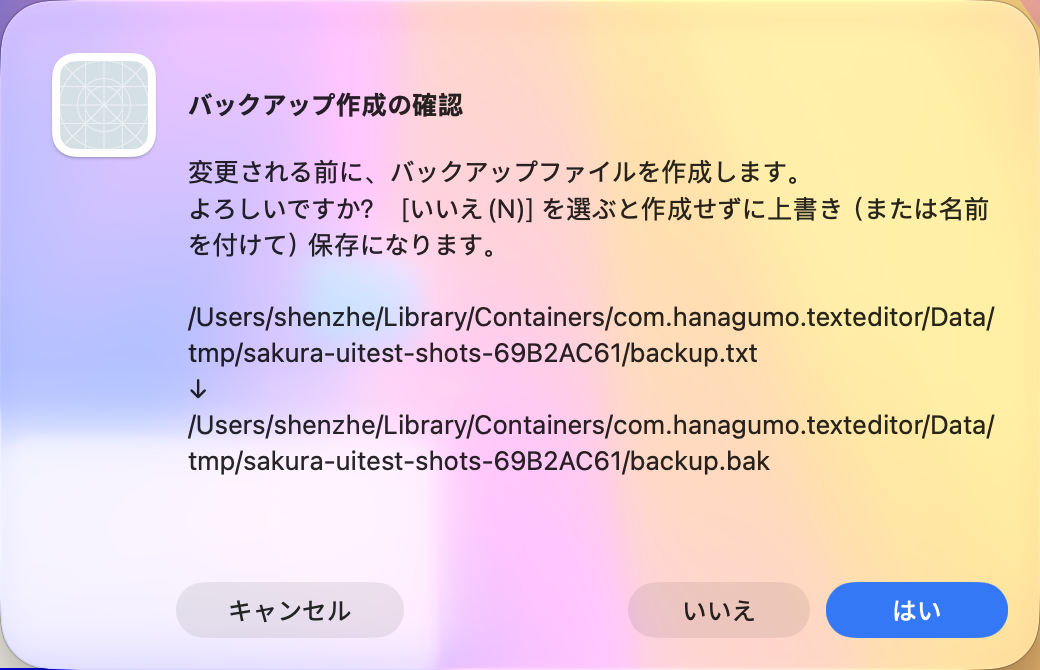 バックアップ作成の確認
変更される前に、バックアップファイルを作成します。
よろしいですか?　[いいえ(N)] を選ぶと作成せずに上書き（または名前
を付けて）保存になります。
/Users/shenzhe/Library/Containers/com.hanagumo.texteditor/Data/
tmp/sakura-uitest-shots-69B2AC61/backup.txt
↓
/Users/shenzhe/Library/Containers/com.hanagumo.texteditor/Data/
tmp/sakura-uitest-shots-69B2AC61/backup.bak
キャンセル いいえ はい